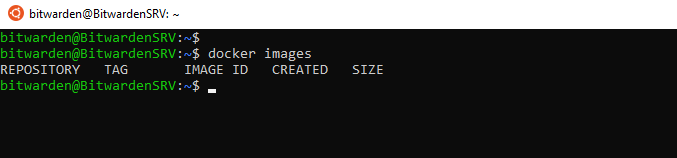 bitwarden@BitwardenSRV: ~
bitwarden@BitwardenSRV:~$
bitwarden@BitwardenSRV:~$ docker images
REPOSITORY   TAG       IMAGE ID   CREATED   SIZE
bitwarden@BitwardenSRV:~$